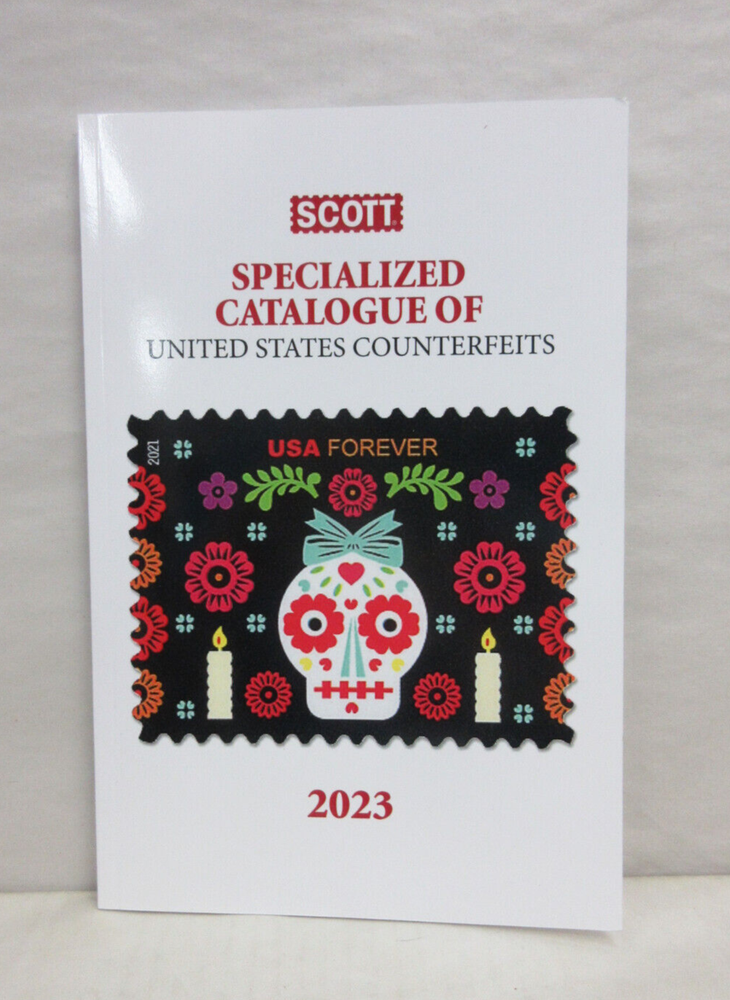 SCOTT
SPECIALIZED
CATALOGUE OF
UNITED STATES COUNTERFEITS
2021
USA FOREVER
2023